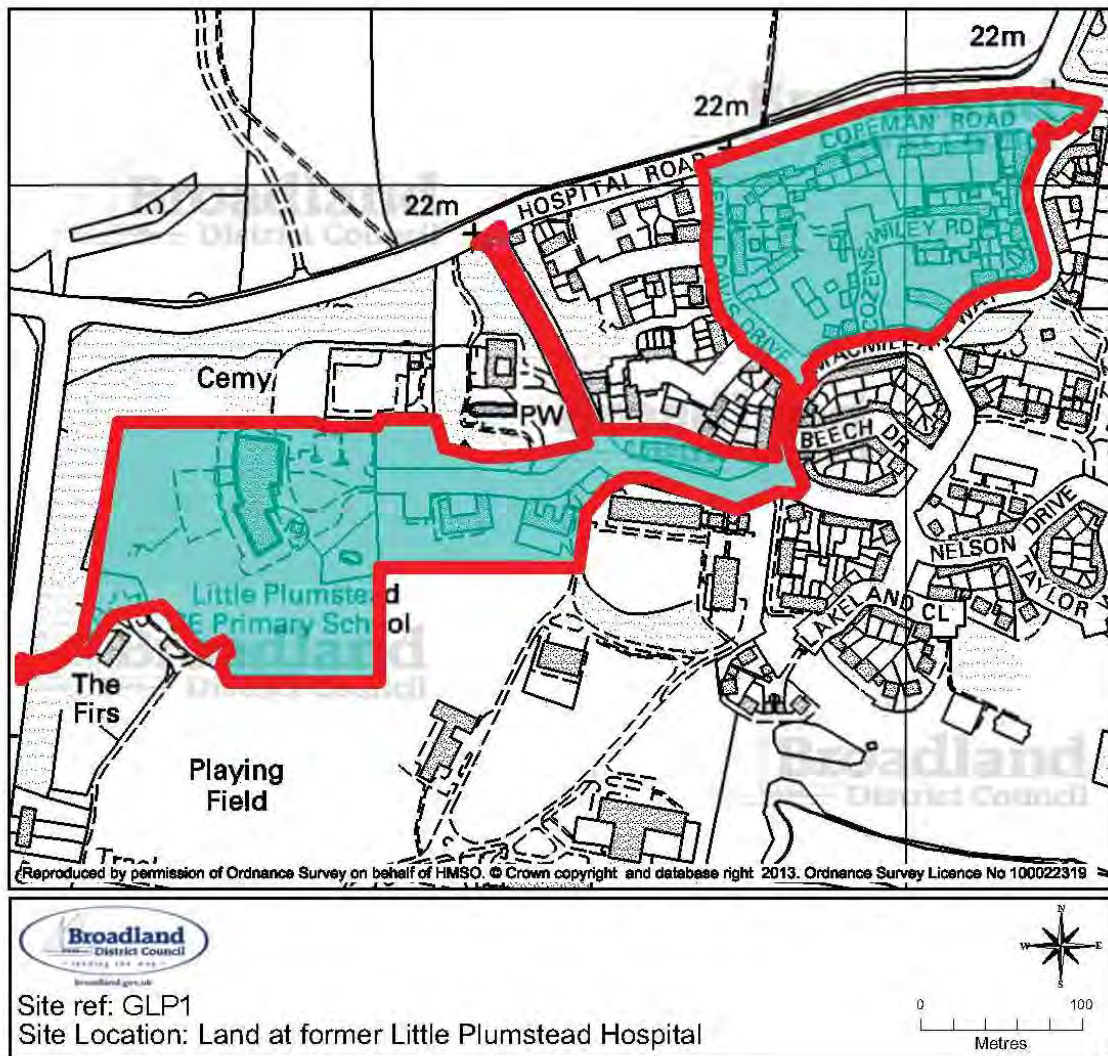 22m
22m
COPEMAN ROAD
HOSPITAL ROAD
22m
Broadland
District Council
WILEY RD
COZENS
DAVIS DRIVE
MACMILLAN WAY
Cemy
PW
BEECH DR
NELSON DRIVE
TAYLOR
LAKELAND CL
Little Plumstead
E Primary School
Broadland
District Council
The
Firs
Playing
Field
Broadland
District Council
Reproduced by permission of Ordnance Survey on behalf of HMSO. © Crown copyright and database right 2013. Ordnance Survey Licence No 100022319
Broadland
District Council
broadland.gov.uk
N
W E
S
Site ref: GLP1
Site Location: Land at former Little Plumstead Hospital
0 100
Metres